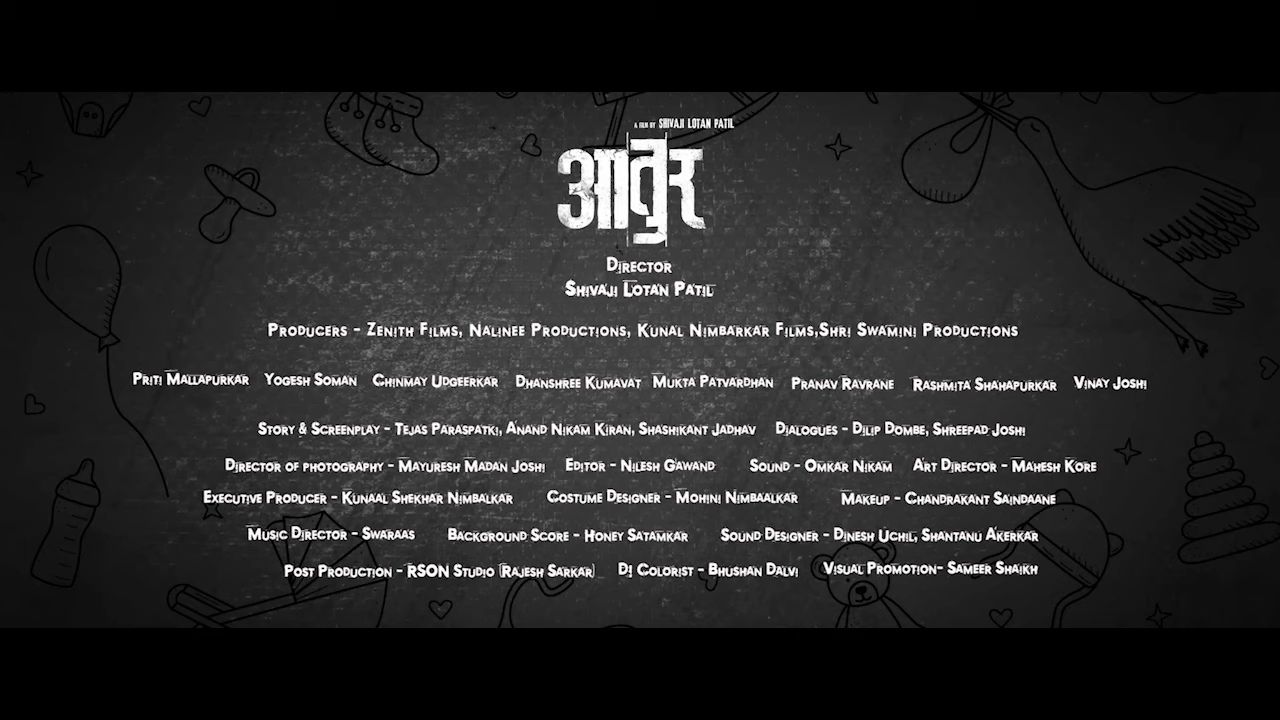 A FILM BY SHIVAJI LOTAN PATIL
आतुर
DIRECTOR
SHIVAJI LOTAN PATIL
PRODUCERS - ZENITH FILMS, NALINEE PRODUCTIONS, KUNAL NIMBARKAR FILMS,SHRI SWAMINI PRODUCTIONS
PRITI MALLAPURKAR YOGESH SOMAN CHINMAY UDGEERKAR DHANSHREE KUMAVAT MUKTA PATVARDHAN PRANAV RAVRANE RASHMITA SHAHAPURKAR VINAY JOSHI
STORY & SCREENPLAY - TEJAS PARASPATKI, ANAND NIKAM KIRAN, SHASHIKANT JADHAV DIALOGUES - DILIP DOMBE, SHREEPAD JOSHI
DIRECTOR OF PHOTOGRAPHY - MAYURESH MADAN JOSHI EDITOR - NILESH GAWAND SOUND - OMKAR NIKAM ART DIRECTOR - MAHESH KORE
EXECUTIVE PRODUCER - KUNAAL SHEKHAR NIMBALKAR COSTUME DESIGNER - MOHINI NIMBAALKAR MAKEUP - CHANDRAKANT SAINDAANE
MUSIC DIRECTOR - SWARAAS BACKGROUND SCORE - HONEY SATAMKAR SOUND DESIGNER - DINESH UCHIL, SHANTANU AKERKAR
POST PRODUCTION - RSON STUDIO (RAJESH SARKAR) DI COLORIST - BHUSHAN DALVI VISUAL PROMOTION- SAMEER SHAIKH